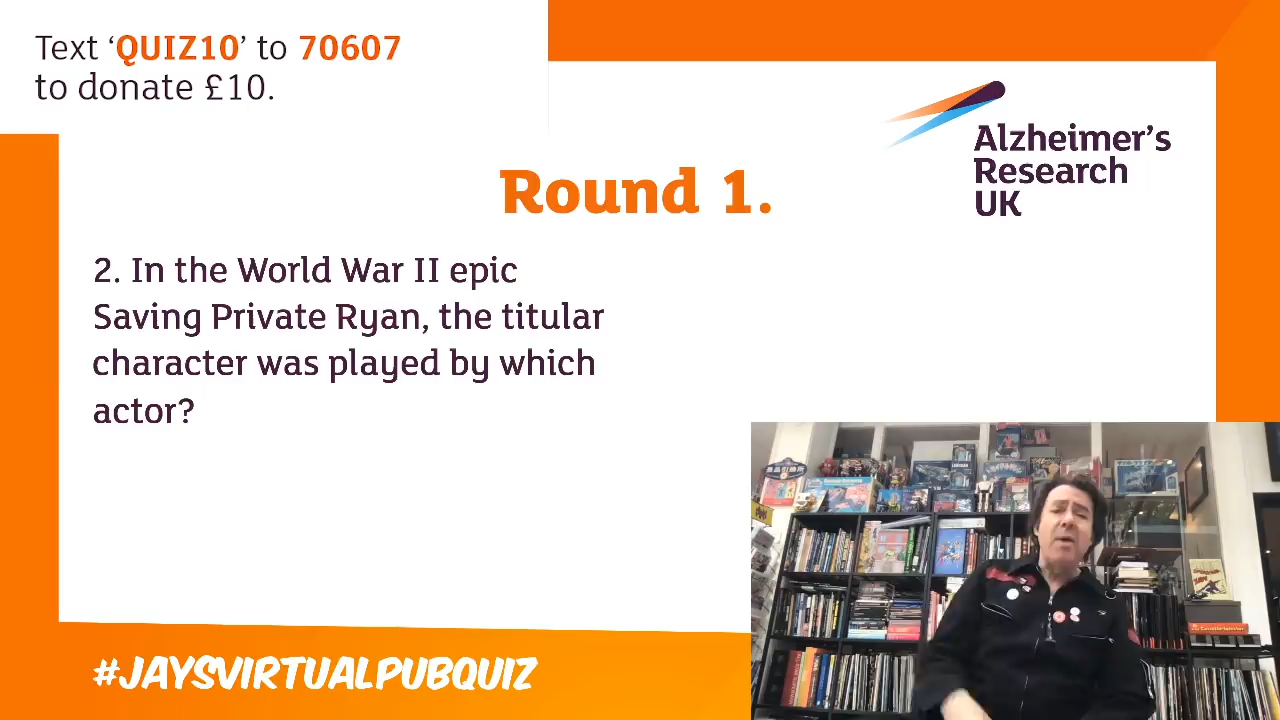 Text ‘QUIZ10’ to 70607
to donate £10.
Alzheimer’s
Research
UK
Round 1.
2. In the World War II epic
Saving Private Ryan, the titular
character was played by which
actor?
#JAYSVIRTUALPUBQUIZ